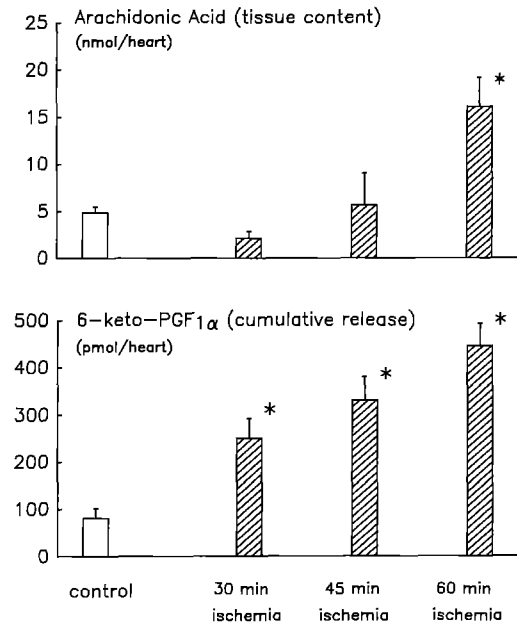 Arachidonic Acid (tissue content)
(nmol/heart)
25
20
15
*
10
5
0
6-keto-PGF1α (cumulative release)
(pmol/heart)
500
*
400
*
*
300
200
100
0
control
30 min
ischemia
45 min
ischemia
60 min
ischemia